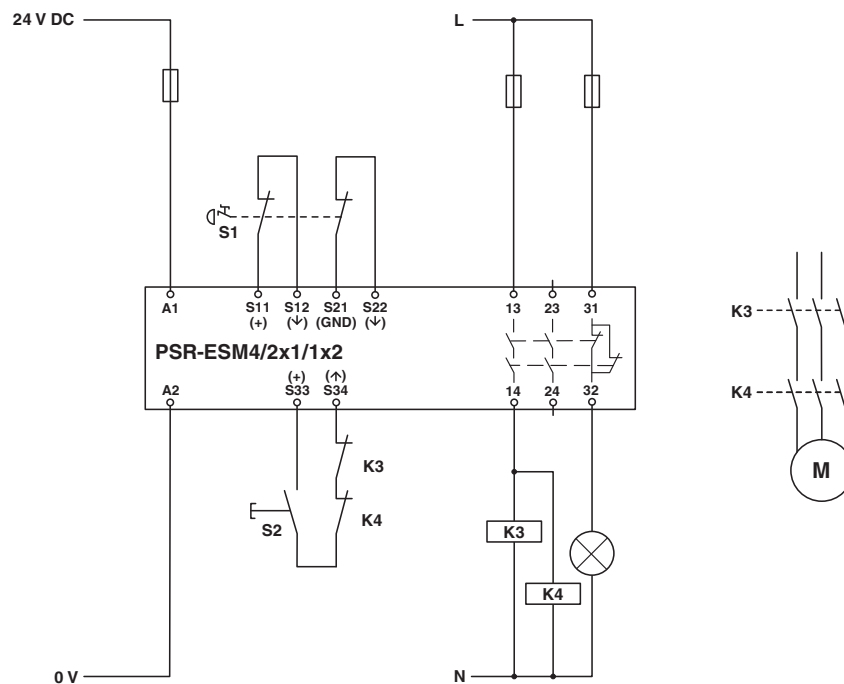 24 V DC
L
S1
A1
S11
(+)
S12
(↓)
S21
(GND)
S22
(↓)
13
23
31
PSR-ESM4/2x1/1x2
A2
(+)
S33
(↑)
S34
14
24
32
K3
K4
S2
K3
K4
0 V
N
K3
K4
M